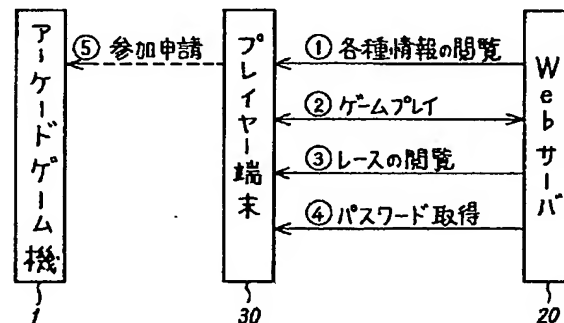 アーケードゲーム機
⑤ 参加申請
プレイヤー端末
① 各種情報の閲覧
② ゲームプレイ
③ レースの閲覧
④ パスワード取得
Webサーバ
1
30
20